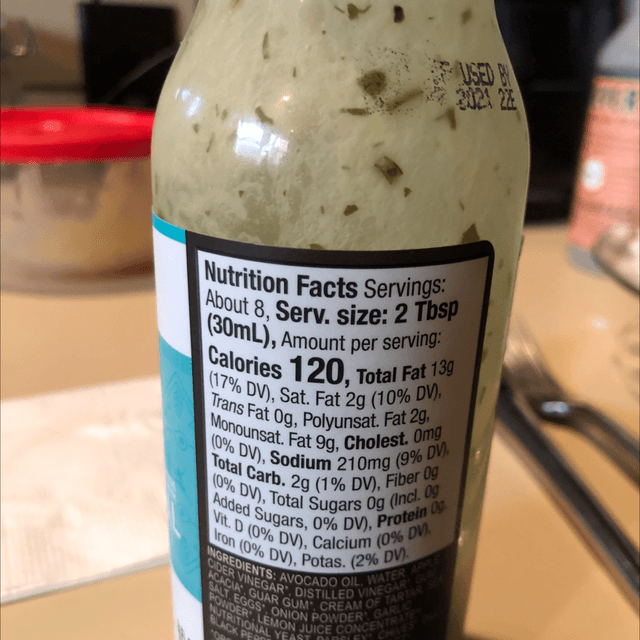 USED BY
2021 22E
Nutrition Facts Servings:
About 8, Serv. size: 2 Tbsp
(30mL), Amount per serving:
Calories 120, Total Fat 13g
(17% DV), Sat. Fat 2g (10% DV),
Trans Fat 0g, Polyunsat. Fat 2g,
Monounsat. Fat 9g, Cholest. 0mg
(0% DV), Sodium 210mg (9% DV),
Total Carb. 2g (1% DV), Fiber 0g
(0% DV), Total Sugars 0g (Incl. 0g
Added Sugars, 0% DV), Protein 0g,
Vit. D (0% DV), Calcium (0% DV),
Iron (0% DV), Potas. (2% DV).
INGREDIENTS: AVOCADO OIL, WATER,
CIDER VINEGAR*, DISTILLED VINEGAR*,
ACACIA*, GUAR GUM*, CREAM OF TARTAR,
SALT, EGGS*, ONION POWDER*, GARLIC
POWDER*, LEMON JUICE CONCENTRATE*,
NUTRITIONAL YEAST,
BLACK